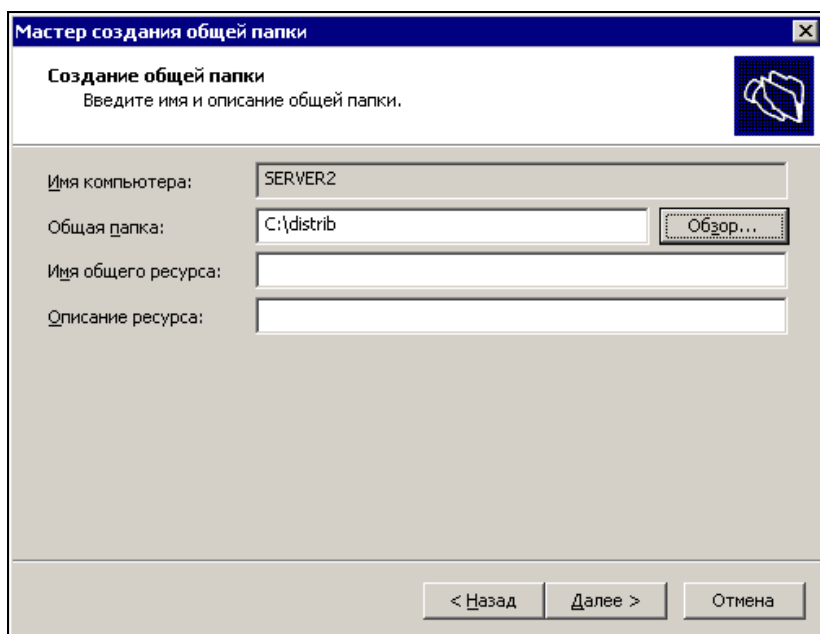 Мастер создания общей папки
Создание общей папки
Введите имя и описание общей папки.
Имя компьютера: SERVER2
Общая папка: C:\distrib Обзор...
Имя общего ресурса:
Описание ресурса:
< Назад Далее > Отмена